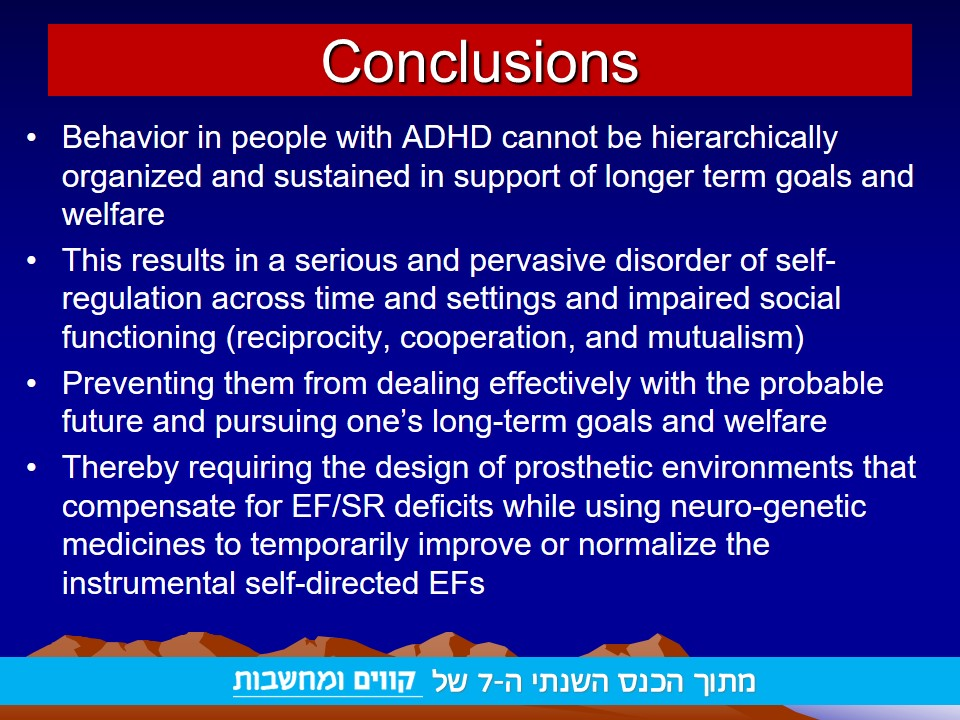 Conclusions
• Behavior in people with ADHD cannot be hierarchically
organized and sustained in support of longer term goals and
welfare
• This results in a serious and pervasive disorder of self-
regulation across time and settings and impaired social
functioning (reciprocity, cooperation, and mutualism)
• Preventing them from dealing effectively with the probable
future and pursuing one’s long-term goals and welfare
• Thereby requiring the design of prosthetic environments that
compensate for EF/SR deficits while using neuro-genetic
medicines to temporarily improve or normalize the
instrumental self-directed EFs
מתוך הכנס השנתי ה-7 של קווים ומחשבות